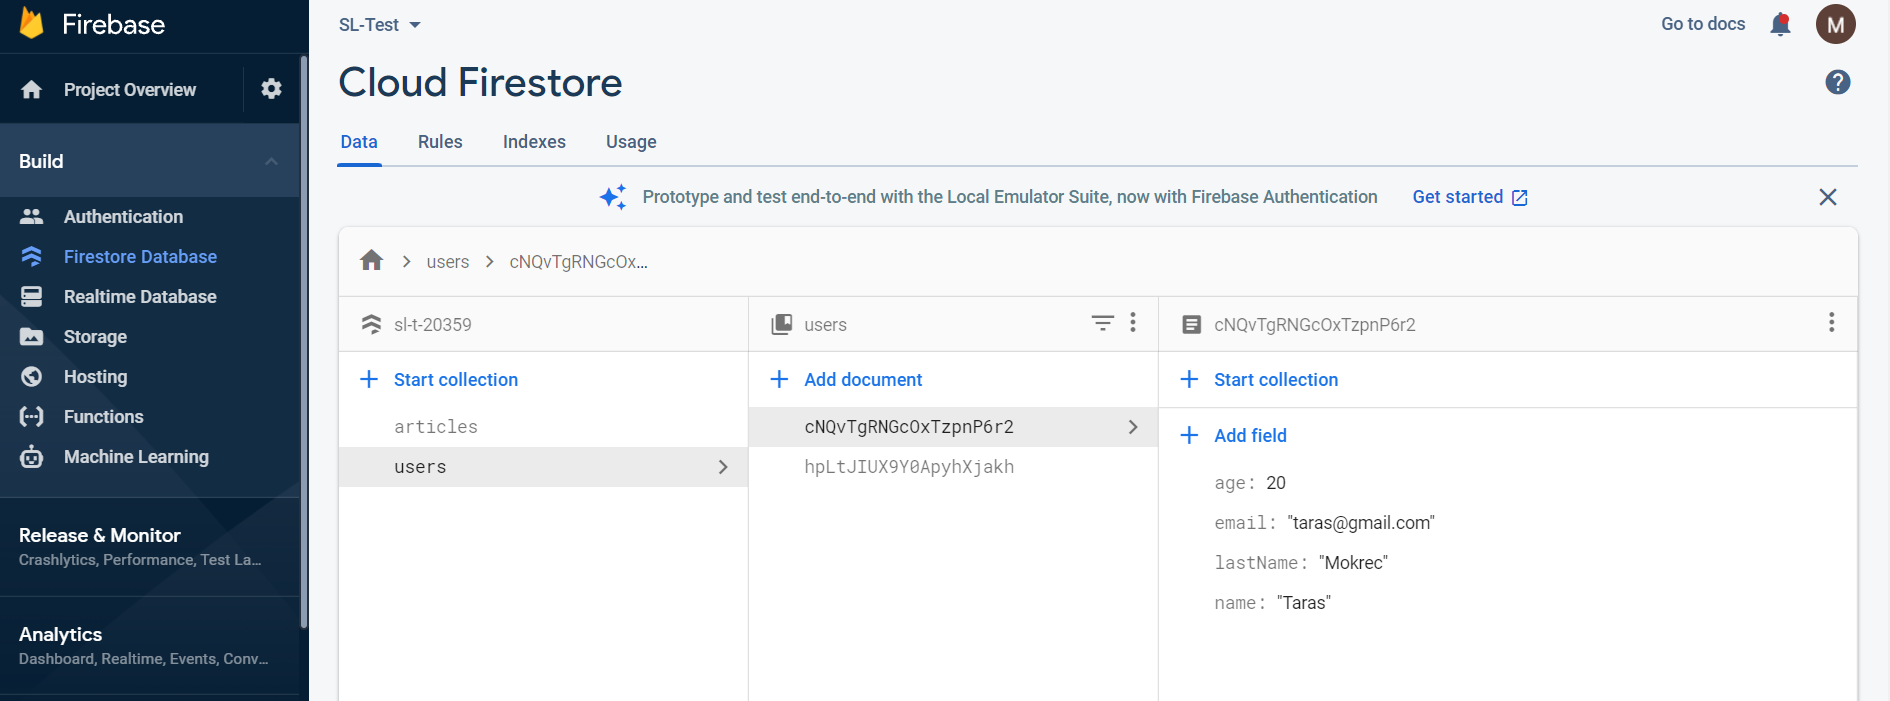 Firebase
Project Overview
Build
Authentication
Firestore Database
Realtime Database
Storage
Hosting
Functions
Machine Learning
Release & Monitor
Crashlytics, Performance, Test La...
Analytics
Dashboard, Realtime, Events, Conv...
SL-Test
Go to docs
M
Cloud Firestore
?
Data Rules Indexes Usage
Prototype and test end-to-end with the Local Emulator Suite, now with Firebase Authentication Get started
users cNQvTgRNGcOx...
sl-t-20359
Start collection
articles
users
users
Add document
cNQvTgRNGcOxTzpnP6r2
hpLtJIUX9Y0ApyhXjakh
cNQvTgRNGcOxTzpnP6r2
Start collection
Add field
age: 20
email: "taras@gmail.com"
lastName: "Mokrec"
name: "Taras"